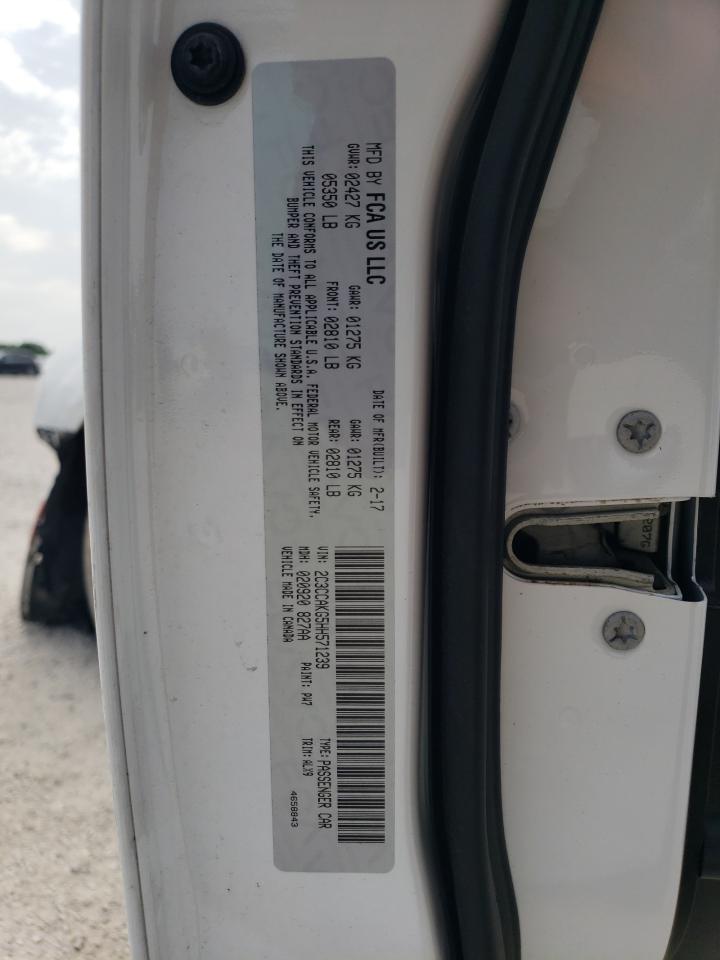 MFD BY FCA US LLC
DATE OF MFR(BUILT): 2-17
GVWR: 02427 KG
GAWR: 01275 KG
GAWR: 01275 KG
05350 LB
FRONT: 02810 LB
REAR: 02810 LB
THIS VEHICLE CONFORMS TO ALL APPLICABLE U.S.A. FEDERAL MOTOR VEHICLE SAFETY,
BUMPER AND THEFT PREVENTION STANDARDS IN EFFECT ON
THE DATE OF MANUFACTURE SHOWN ABOVE.
VIN: 2C3CCAKG5HH571239
TYPE: PASSENGER CAR
MDH: 020920 827AA
PAINT: PW7
TRIM: ALX9
VEHICLE MADE IN CANADA
4658843